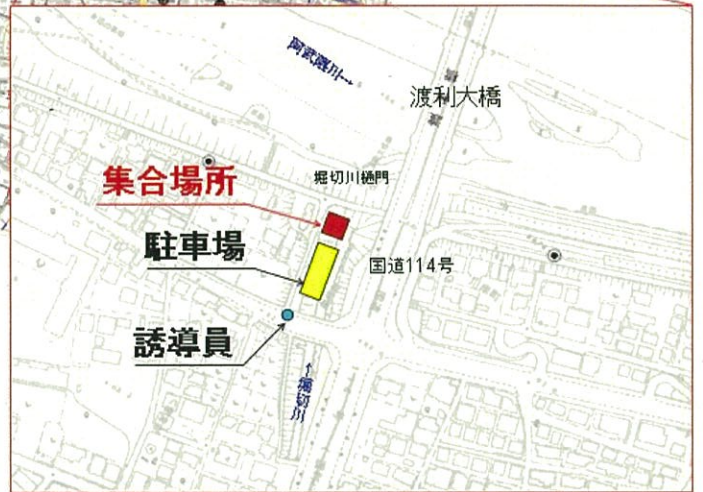 阿武隈川→
渡利大橋
堀切川樋門
集合場所
駐車場
国道114号
誘導員
↑堀切川